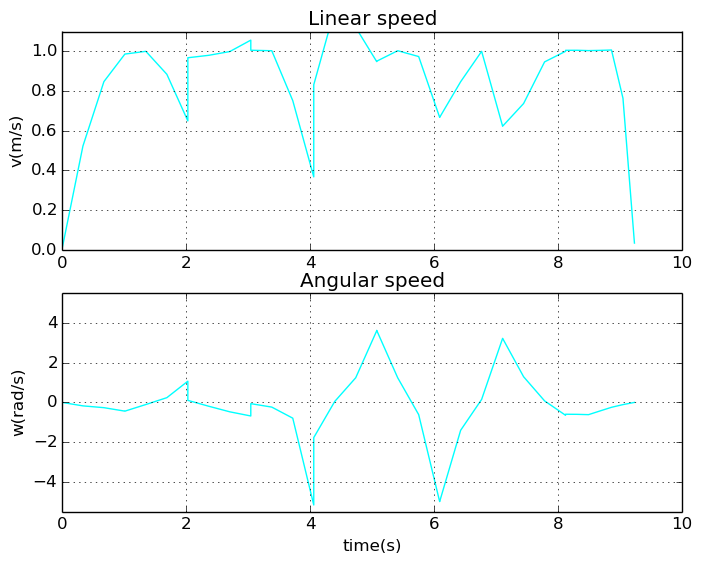 Linear speed
v(m/s)
1.0
0.8
0.6
0.4
0.2
0.0
0 2 4 6 8 10
Angular speed
w(rad/s)
4
2
0
−2
−4
0 2 4 6 8 10
time(s)